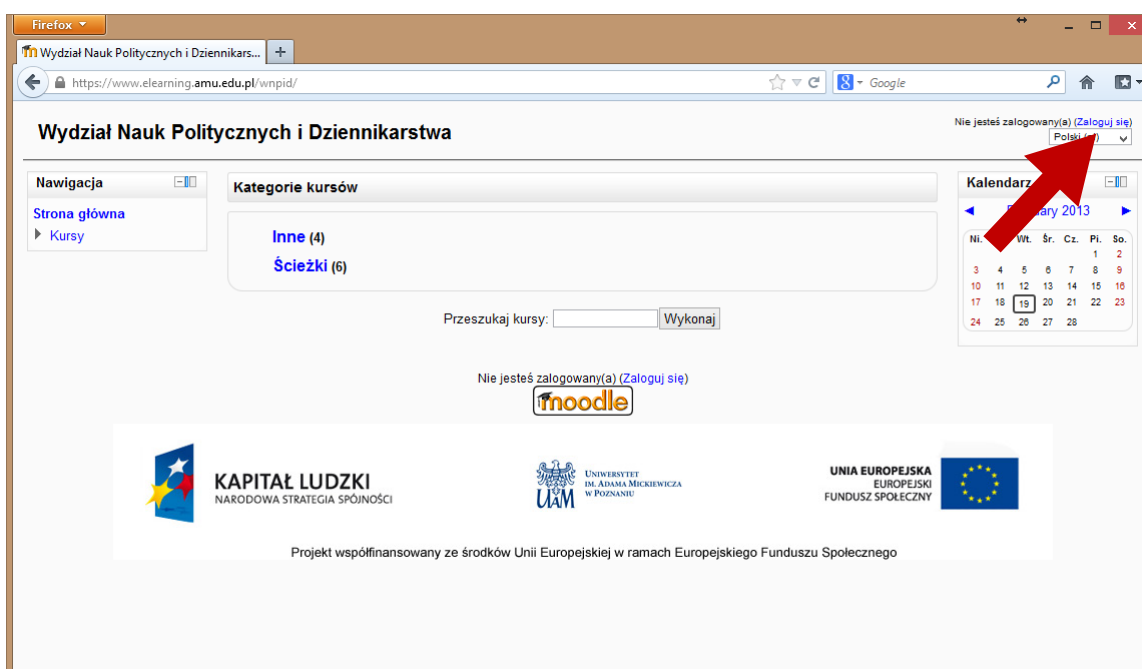 Firefox
Wydział Nauk Politycznych i Dziennikars...
https://www.elearning.amu.edu.pl/wnpid/
Google
Wydział Nauk Politycznych i Dziennikarstwa
Nie jesteś zalogowany(a) (Zaloguj się)
Polski
Nawigacja
Strona główna
Kursy
Kategorie kursów
Inne (4)
Ścieżki (6)
Przeszukaj kursy: Wykonaj
Nie jesteś zalogowany(a) (Zaloguj się)
moodle
Kalendarz
2013
Ni. Wt. Śr. Cz. Pi. So.
1 2
3 4 5 6 7 8 9
10 11 12 13 14 15 16
17 18 19 20 21 22 23
24 25 26 27 28
KAPITAŁ LUDZKI
NARODOWA STRATEGIA SPÓJNOŚCI
UAM
UNIWERSYTET
IM. ADAMA MICKIEWICZA
W POZNANIU
UNIA EUROPEJSKA
EUROPEJSKI
FUNDUSZ SPOŁECZNY
Projekt współfinansowany ze środków Unii Europejskiej w ramach Europejskiego Funduszu Społecznego